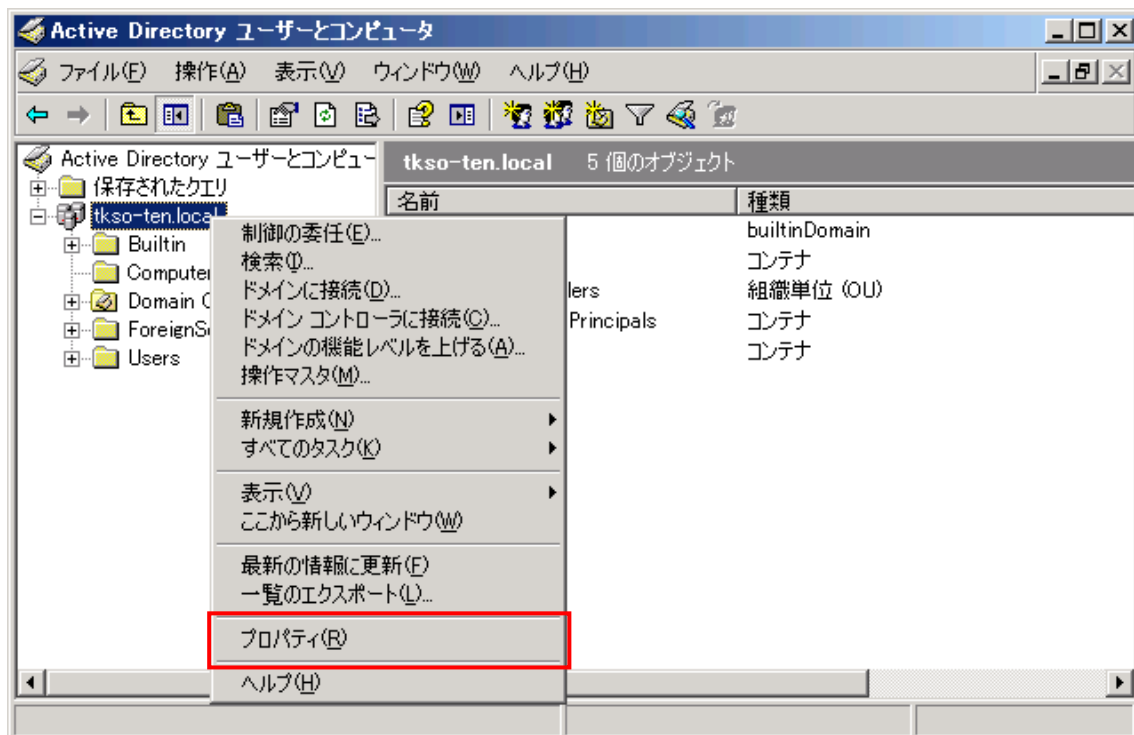 Active Directory ユーザーとコンピュータ
ファイル(F) 操作(A) 表示(V) ウィンドウ(W) ヘルプ(H)
Active Directory ユーザーとコンピュー
tkso-ten.local 5 個のオブジェクト
保存されたクエリ
名前 種類
tkso-ten.local
builtinDomain
Builtin
コンテナ
Computer
lers 組織単位 (OU)
Domain C
Principals コンテナ
ForeignS
コンテナ
Users
制御の委任(E)...
検索(I)...
ドメインに接続(D)...
ドメイン コントローラに接続(C)...
ドメインの機能レベルを上げる(A)...
操作マスタ(M)...
新規作成(N)
すべてのタスク(K)
表示(V)
ここから新しいウィンドウ(W)
最新の情報に更新(F)
一覧のエクスポート(L)...
プロパティ(R)
ヘルプ(H)